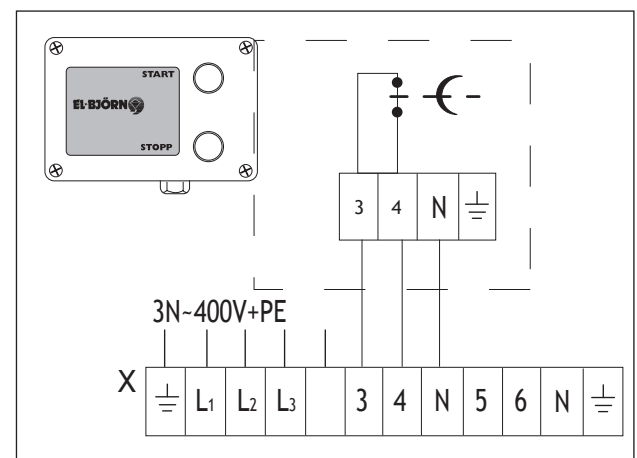 START
EL·BJÖRN
STOPP
3 4 N
3N~400V+PE
X L1 L2 L3 3 4 N 5 6 N